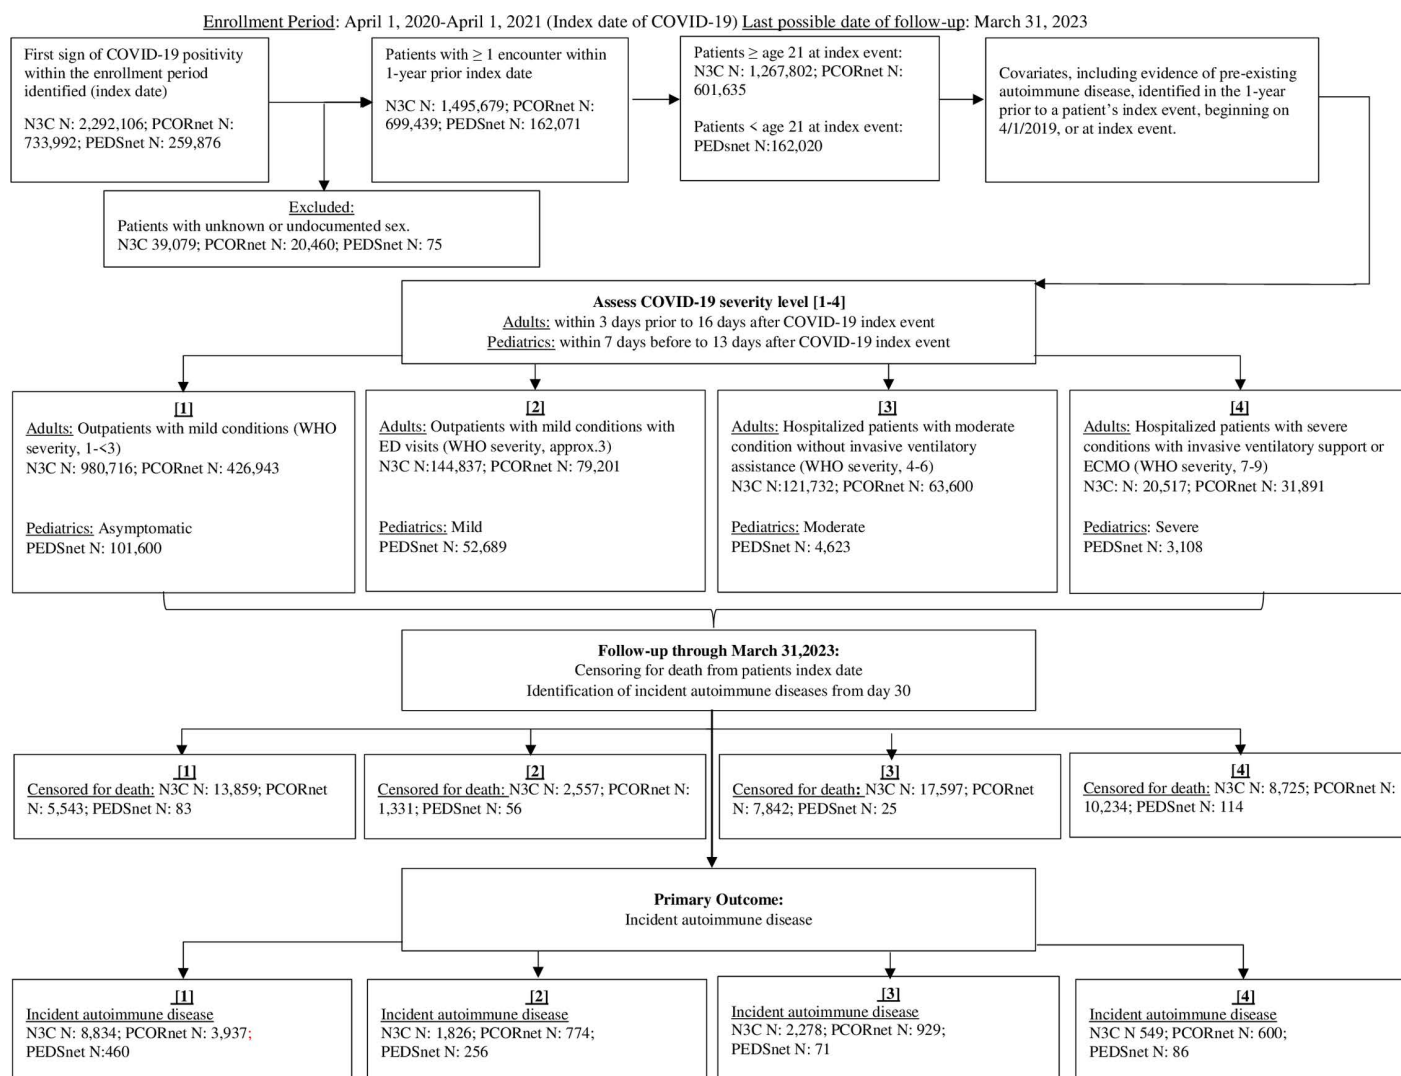 Enrollment Period: April 1, 2020-April 1, 2021 (Index date of COVID-19) Last possible date of follow-up: March 31, 2023
First sign of COVID-19 positivity
within the enrollment period
identified (index date)
N3C N: 2,292,106; PCORnet N:
733,992; PEDSnet N: 259,876
Patients with ≥ 1 encounter within
1-year prior index date
N3C N: 1,495,679; PCORnet N:
699,439; PEDSnet N: 162,071
Patients ≥ age 21 at index event:
N3C N: 1,267,802; PCORnet N:
601,635
Patients < age 21 at index event:
PEDsnet N:162,020
Covariates, including evidence of pre-existing
autoimmune disease, identified in the 1-year
prior to a patient's index event, beginning on
4/1/2019, or at index event.
Excluded:
Patients with unknown or undocumented sex.
N3C 39,079; PCORnet N: 20,460; PEDSnet N: 75
Assess COVID-19 severity level [1-4]
Adults: within 3 days prior to 16 days after COVID-19 index event
Pediatrics: within 7 days before to 13 days after COVID-19 index event
[1]
Adults: Outpatients with mild conditions (WHO
severity, 1-<3)
N3C N: 980,716; PCORnet N: 426,943
Pediatrics: Asymptomatic
PEDSnet N: 101,600
[2]
Adults: Outpatients with mild conditions with
ED visits (WHO severity, approx.3)
N3C N:144,837; PCORnet N: 79,201
Pediatrics: Mild
PEDSnet N: 52,689
[3]
Adults: Hospitalized patients with moderate
condition without invasive ventilatory
assistance (WHO severity, 4-6)
N3C N:121,732; PCORnet N: 63,600
Pediatrics: Moderate
PEDSnet N: 4,623
[4]
Adults: Hospitalized patients with severe
conditions with invasive ventilatory support or
ECMO (WHO severity, 7-9)
N3C: N: 20,517; PCORnet N: 31,891
Pediatrics: Severe
PEDSnet N: 3,108
Follow-up through March 31,2023:
Censoring for death from patients index date
Identification of incident autoimmune diseases from day 30
[1]
Censored for death: N3C N: 13,859; PCORnet
N: 5,543; PEDSnet N: 83
[2]
Censored for death: N3C N: 2,557; PCORnet N:
1,331; PEDSnet N: 56
[3]
Censored for death: N3C N: 17,597; PCORnet
N: 7,842; PEDSnet N: 25
[4]
Censored for death: N3C N: 8,725; PCORnet N:
10,234; PEDSnet N: 114
Primary Outcome:
Incident autoimmune disease
[1]
Incident autoimmune disease
N3C N: 8,834; PCORnet N: 3,937;
PEDSnet N:460
[2]
Incident autoimmune disease
N3C N: 1,826; PCORnet N: 774;
PEDSnet N: 256
[3]
Incident autoimmune disease
N3C N: 2,278; PCORnet N: 929;
PEDSnet N: 71
[4]
Incident autoimmune disease
N3C N: 549; PCORnet N: 600;
PEDSnet N: 86